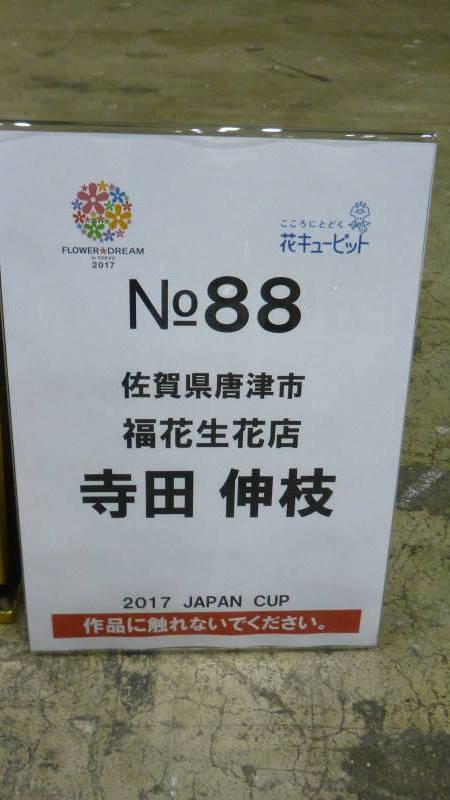 FLOWER★DREAM
in TOKYO
2017
こころにとどく
花キューピット
№88
佐賀県唐津市
福花生花店
寺田 伸枝
2017 JAPAN CUP
作品に触れないでください。